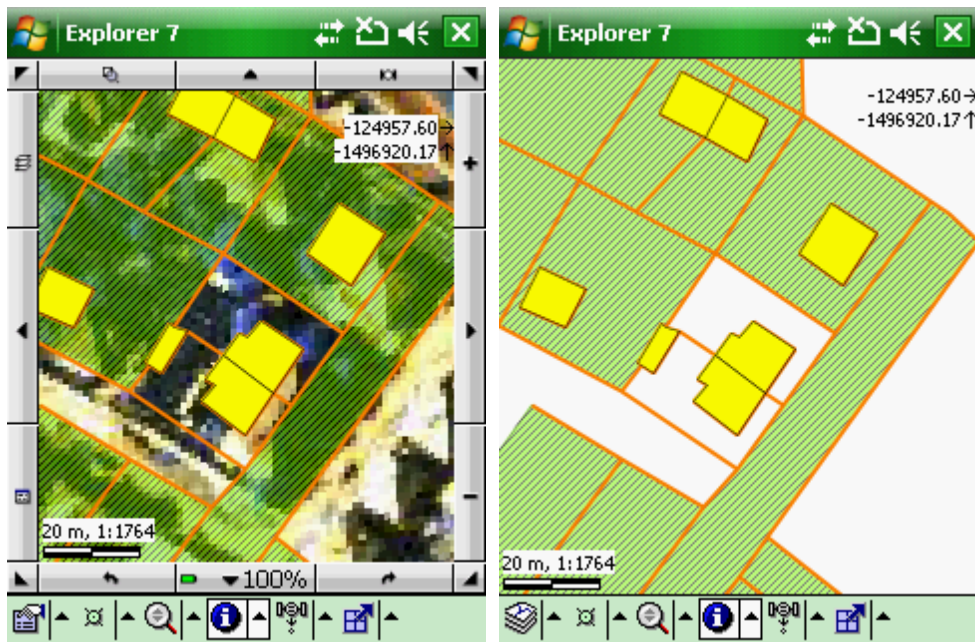 Explorer 7
-124957.60→
-1496920.17↑
20 m, 1:1764
100%
Explorer 7
-124957.60→
-1496920.17↑
20 m, 1:1764